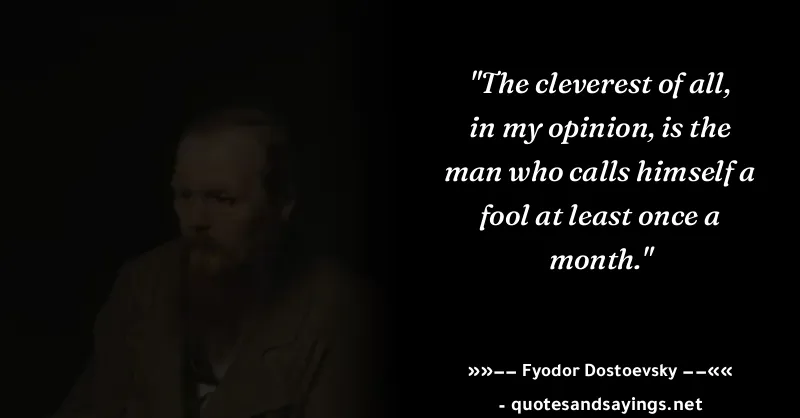 "The cleverest of all,
in my opinion, is the
man who calls himself a
fool at least once a
month."
»»−− Fyodor Dostoevsky −−««
- quotesandsayings.net